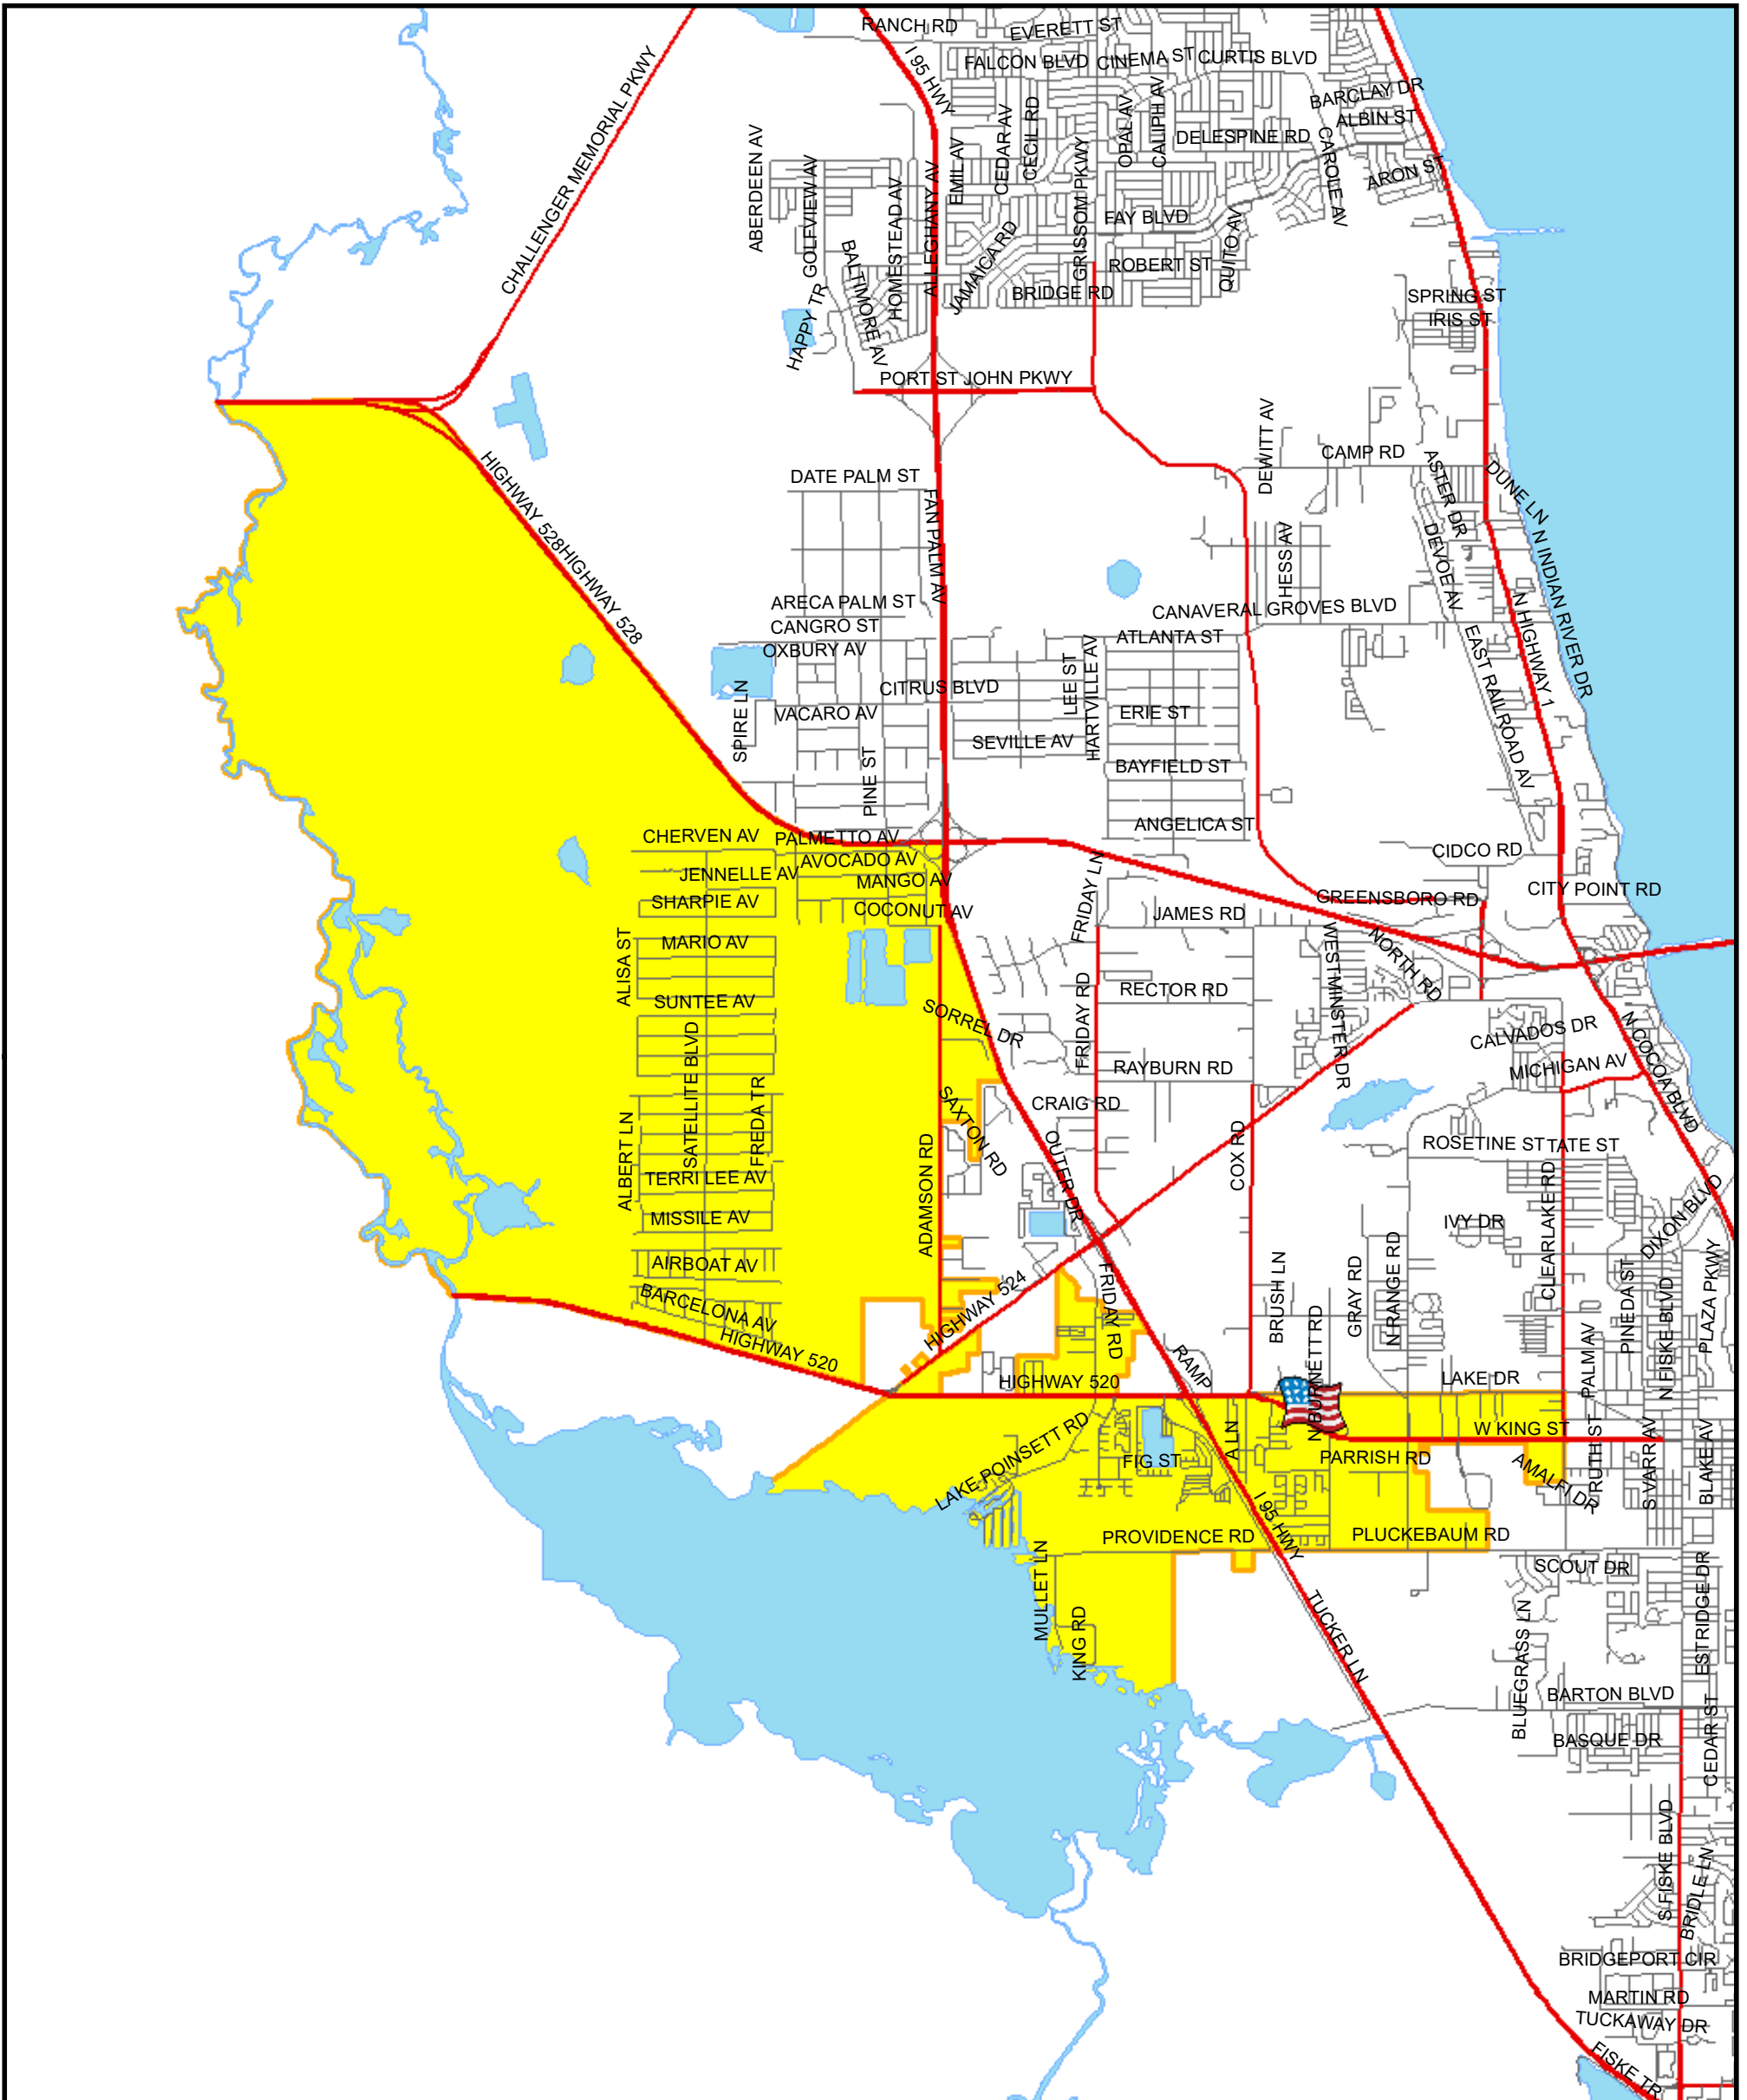 RANCH RD
EVERETT ST
I 95 HWY
FALCON BLVD
CINEMA ST
CURTIS BLVD
CHALLENGER MEMORIAL PKWY
BARCLAY DR
ALBIN ST
CEDAR AV
CECIL RD
OPAL AV
CALIPH AV
DELESPINE RD
CAROLE AV
ARON ST
ABERDEEN AV
GOLFVIEW AV
HOMESTEAD AV
ALLEGHANY AV
EMIL AV
GRISSOM PKWY
FAY BLVD
QUITO AV
JAMAICA RD
ROBERT ST
BRIDGE RD
BALTIMORE AV
HAPPY TR
SPRING ST
IRIS ST
PORT ST JOHN PKWY
DEWITT AV
CAMP RD
ASTER DR
DUNE LN
N INDIAN RIVER DR
DATE PALM ST
FAN PALM AV
HIGHWAY 528
HIGHWAY 528
HESS AV
DEVOE AV
ARECA PALM ST
CANGRO ST
OXBURY AV
CANAVERAL GROVES BLVD
ATLANTA ST
N HIGHWAY 1
EAST RAILROAD AV
SPIRE LN
CITRUS BLVD
LEE ST
HARTVILLE AV
VACARO AV
ERIE ST
SEVILLE AV
PINE ST
BAYFIELD ST
ANGELICA ST
CHERVEN AV
PALMETTO AV
AVOCADO AV
JENNELLE AV
MANGO AV
SHARPIE AV
COCONUT AV
CIDCO RD
CITY POINT RD
GREENSBORO RD
FRIDAY LN
JAMES RD
WESTMINSTER DR
NORTH RD
ALISA ST
MARIO AV
SUNTEE AV
SATELLITE BLVD
SORREL DR
FRIDAY RD
RECTOR RD
CALVADOS DR
N COCOA BLVD
RAYBURN RD
MICHIGAN AV
FREDA TR
SAXTON RD
CRAIG RD
COX RD
ALBERT LN
ADAMSON RD
OUTER DR
ROSETINE ST
TATE ST
TERRI LEE AV
MISSILE AV
CLEARLAKE RD
DIXON BLVD
IVY DR
AIRBOAT AV
BARCELONA AV
HIGHWAY 520
HIGHWAY 524
FRIDAY RD
BRUSH LN
GRAY RD
N RANGE RD
PINEDA ST
N FISKE BLVD
PLAZA PKWY
RAMP
N BURNETT RD
HIGHWAY 520
LAKE DR
PALM AV
W KING ST
LAKE POINSETT RD
FIG ST
A LN
PARRISH RD
AMALFI DR
RUTH ST
S VARR AV
BLAKE AV
I 95 HWY
PROVIDENCE RD
PLUCKEBAUM RD
SCOUT DR
MULLET LN
KING RD
TUCKER LN
BLUEGRASS LN
ESTRIDGE DR
BARTON BLVD
BASQUE DR
CEDAR ST
S FISKE BLVD
BRIDLE LN
BRIDGEPORT CIR
MARTIN RD
TUCKAWAY DR
FISKE TR